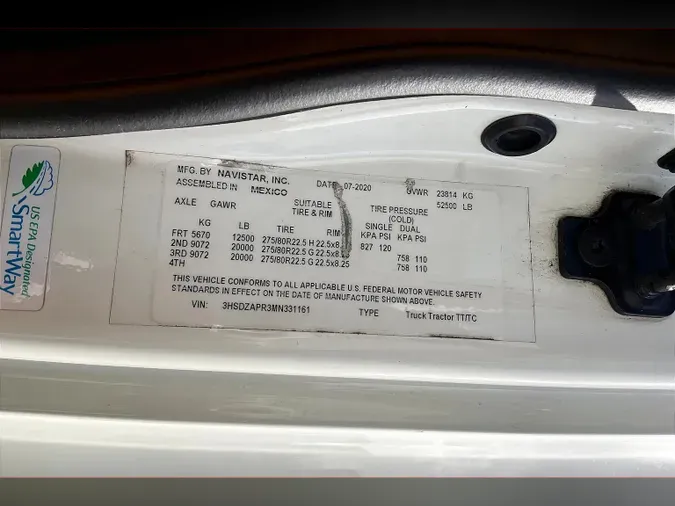 US EPA Designated
SmartWay
MFG. BY NAVISTAR, INC. DATE 07-2020 GVWR 23814 KG
ASSEMBLED IN MEXICO 52500 LB
AXLE GAWR SUITABLE TIRE & RIM TIRE PRESSURE (COLD)
KG LB TIRE RIM SINGLE KPA PSI DUAL KPA PSI
FRT 5670 12500 275/80R22.5 H 22.5x8.25 827 120
2ND 9072 20000 275/80R22.5 G 22.5x8.25 758 110
3RD 9072 20000 275/80R22.5 G 22.5x8.25 758 110
4TH
THIS VEHICLE CONFORMS TO ALL APPLICABLE U.S. FEDERAL MOTOR VEHICLE SAFETY
STANDARDS IN EFFECT ON THE DATE OF MANUFACTURE SHOWN ABOVE.
VIN: 3HSDZAPR3MN331161 TYPE Truck Tractor TT/TC